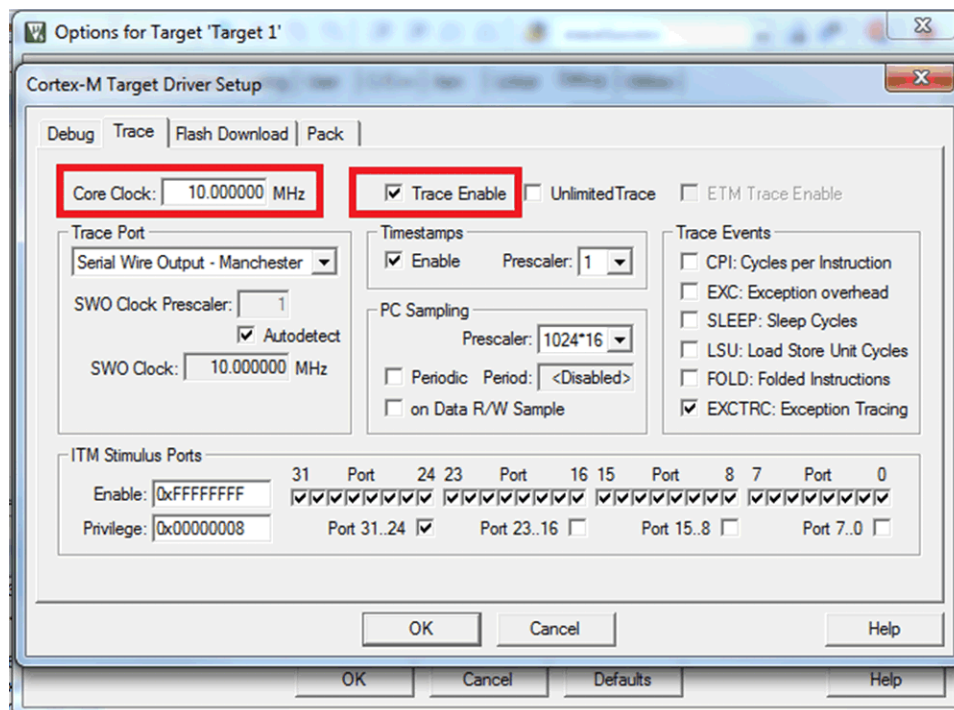 Options for Target 'Target 1'
Cortex-M Target Driver Setup
Debug Trace Flash Download Pack
Core Clock: 10.000000 MHz Trace Enable UnlimitedTrace ETM Trace Enable
Trace Port Timestamps Trace Events
Serial Wire Output - Manchester Enable Prescaler: 1 CPI: Cycles per Instruction
SWO Clock Prescaler: 1 EXC: Exception overhead
PC Sampling SLEEP: Sleep Cycles
Autodetect Prescaler: 1024*16 LSU: Load Store Unit Cycles
SWO Clock: 10.000000 MHz Periodic Period: <Disabled> FOLD: Folded Instructions
on Data R/W Sample EXCTRC: Exception Tracing
ITM Stimulus Ports
31 Port 24 23 Port 16 15 Port 8 7 Port 0
Enable: 0xFFFFFFFF
Privilege: 0x00000008 Port 31..24 Port 23..16 Port 15..8 Port 7..0
OK Cancel Help
OK Cancel Defaults Help